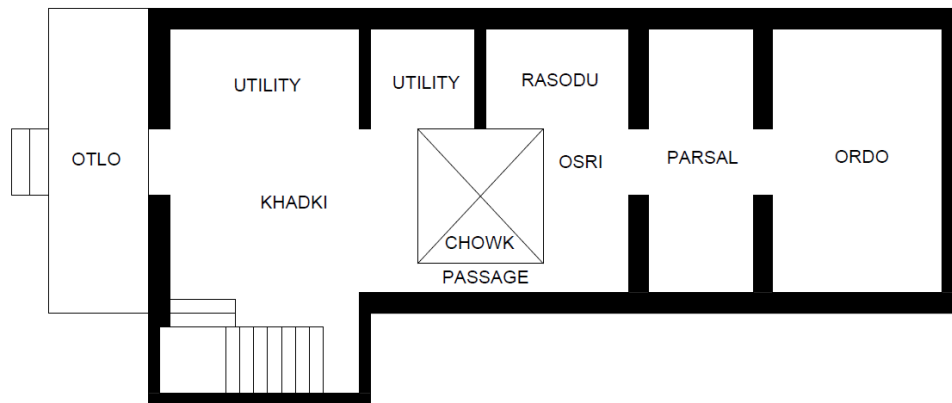 UTILITY
UTILITY
RASODU
OTLO
OSRI
PARSAL
ORDO
KHADKI
CHOWK
PASSAGE